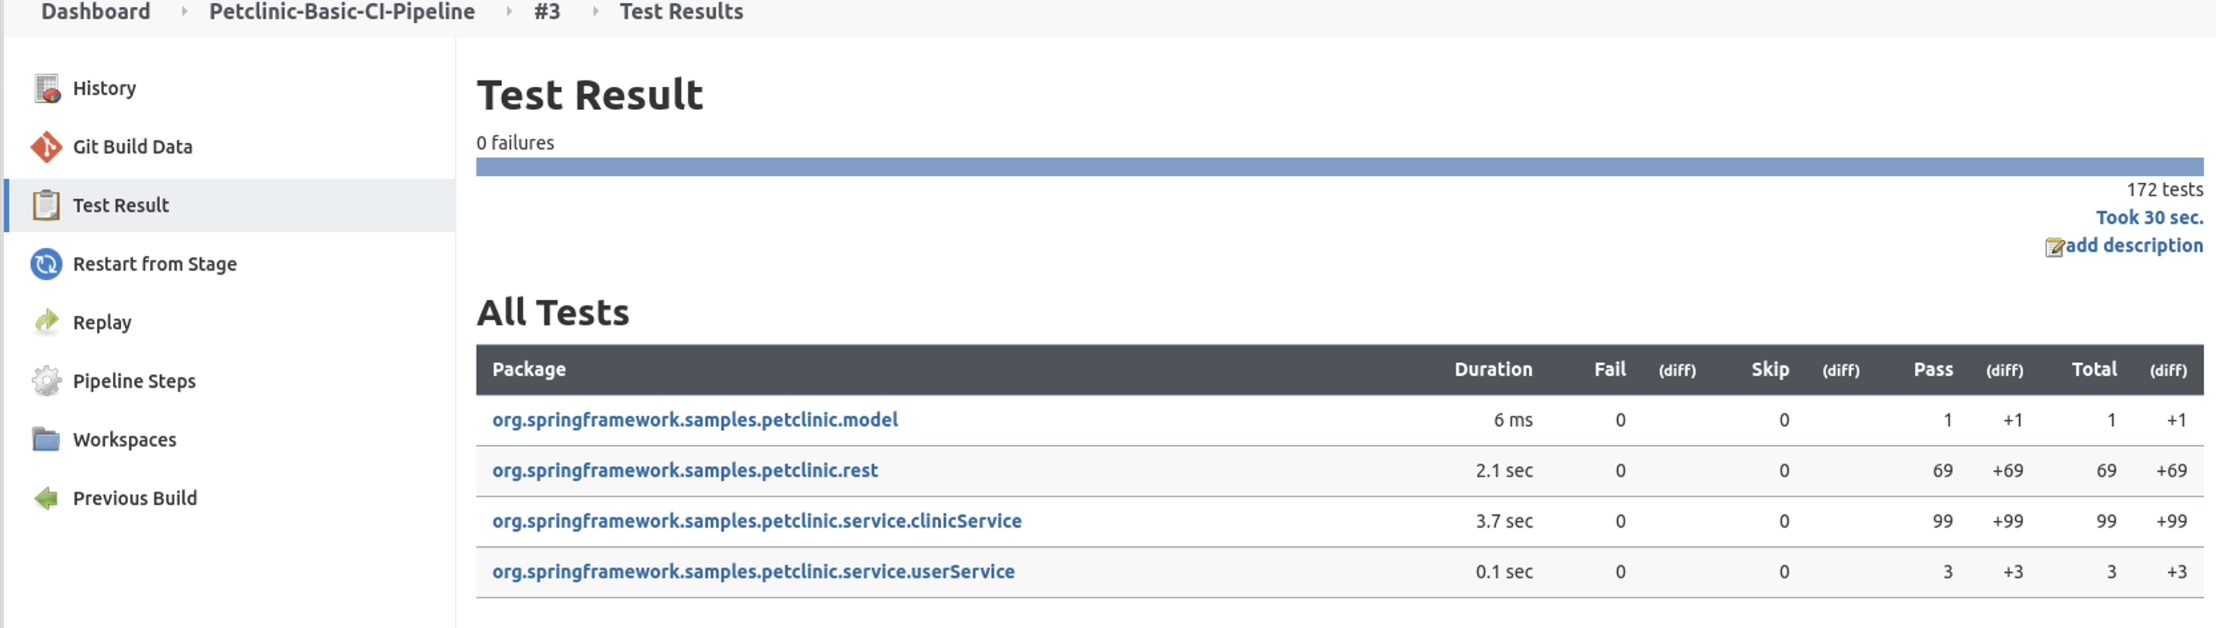 Dashboard Petclinic-Basic-CI-Pipeline #3 Test Results
History
Git Build Data
Test Result
Restart from Stage
Replay
Pipeline Steps
Workspaces
Previous Build
Test Result
0 failures
172 tests
Took 30 sec.
add description
All Tests
Package Duration Fail (diff) Skip (diff) Pass (diff) Total (diff)
org.springframework.samples.petclinic.model 6 ms 0 0 1 +1 1 +1
org.springframework.samples.petclinic.rest 2.1 sec 0 0 69 +69 69 +69
org.springframework.samples.petclinic.service.clinicService 3.7 sec 0 0 99 +99 99 +99
org.springframework.samples.petclinic.service.userService 0.1 sec 0 0 3 +3 3 +3